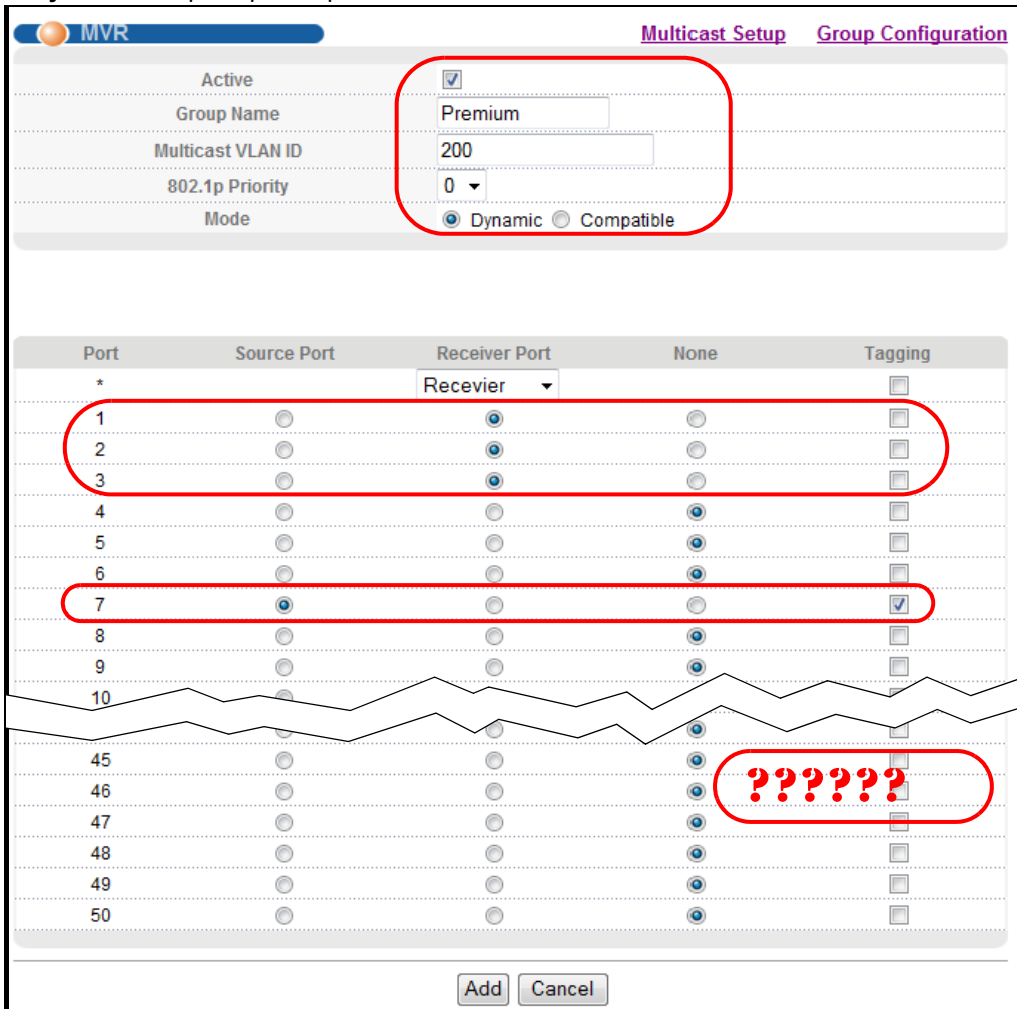 MVR Multicast Setup Group Configuration
Active
Group Name Premium
Multicast VLAN ID 200
802.1p Priority 0
Mode Dynamic Compatible
Port Source Port Receiver Port None Tagging
* Recevier
1
2
3
4
5
6
7
8
9
10
45
46 ??????
47
48
49
50
Add Cancel